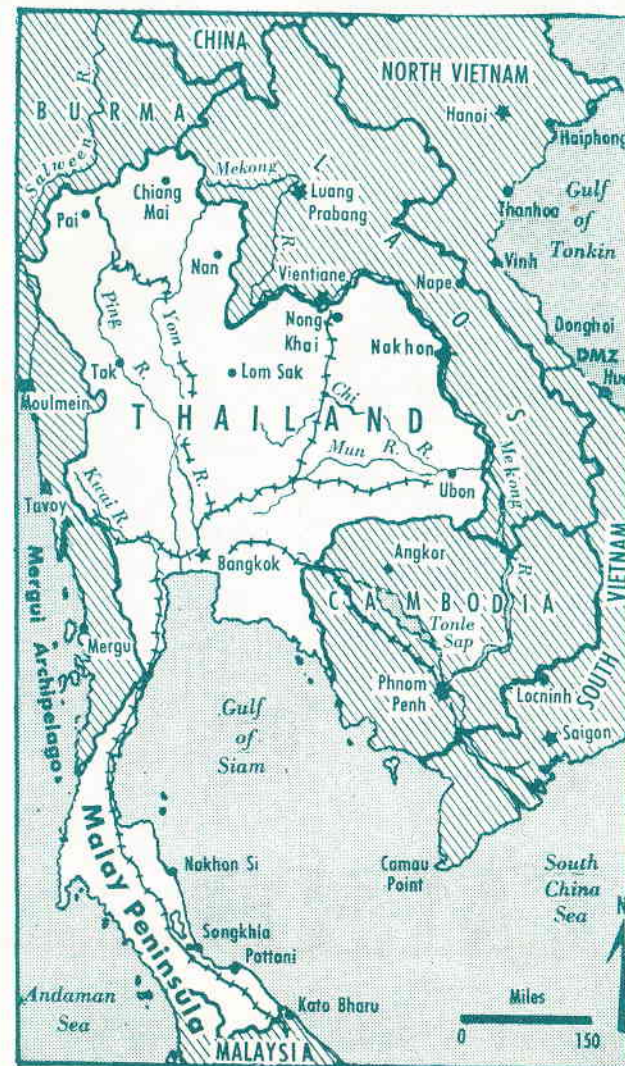 CHINA
NORTH VIETNAM
BURMA
Hanoi
Haiphong
Salween R.
Mekong
R.
LAOS
Luang
Prabang
Chiang
Mai
Pai
Gulf
of
Tonkin
Thanhoa
Nan
Vientiane
Nape
Vinh
Ping
R.
Yom
R.
Nong
Khai
Donghoi
DMZ
Hue
Tak
Lom Sak
Nakhon
Moulmein
THAILAND
Chi
R.
Mun R.
Mekong
R.
Ubon
Kwai R.
Tavoy
Bangkok
Angkor
CAMBODIA
Tonle
Sap
Mergui Archipelago
Mergu
Phnom
Penh
Locninh
SOUTH VIETNAM
Saigon
Gulf
of
Siam
Malay Peninsula
Nakhon Si
Camau
Point
South
China
Sea
N
Songkhia
Pattani
Andaman
Sea
Kato Bharu
MALAYSIA
Miles
0 150